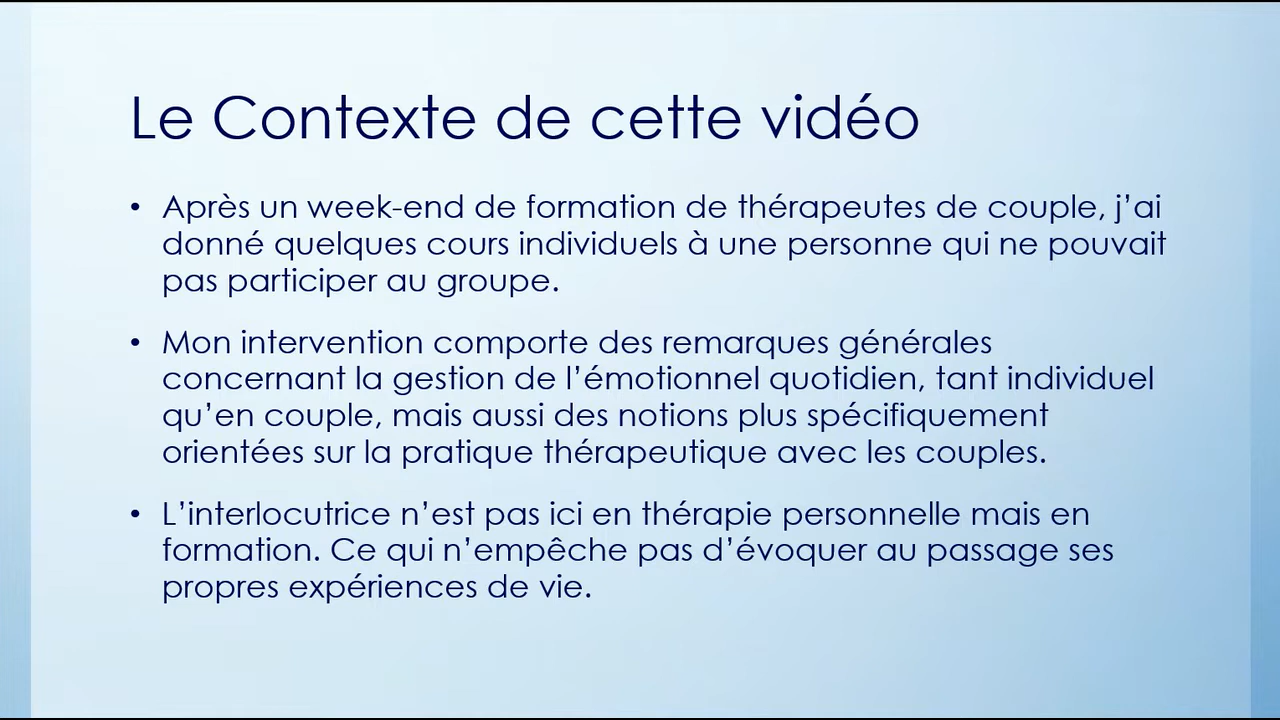 Le Contexte de cette vidéo
• Après un week-end de formation de thérapeutes de couple, j’ai
donné quelques cours individuels à une personne qui ne pouvait
pas participer au groupe.
• Mon intervention comporte des remarques générales
concernant la gestion de l’émotionnel quotidien, tant individuel
qu’en couple, mais aussi des notions plus spécifiquement
orientées sur la pratique thérapeutique avec les couples.
• L’interlocutrice n’est pas ici en thérapie personnelle mais en
formation. Ce qui n’empêche pas d’évoquer au passage ses
propres expériences de vie.